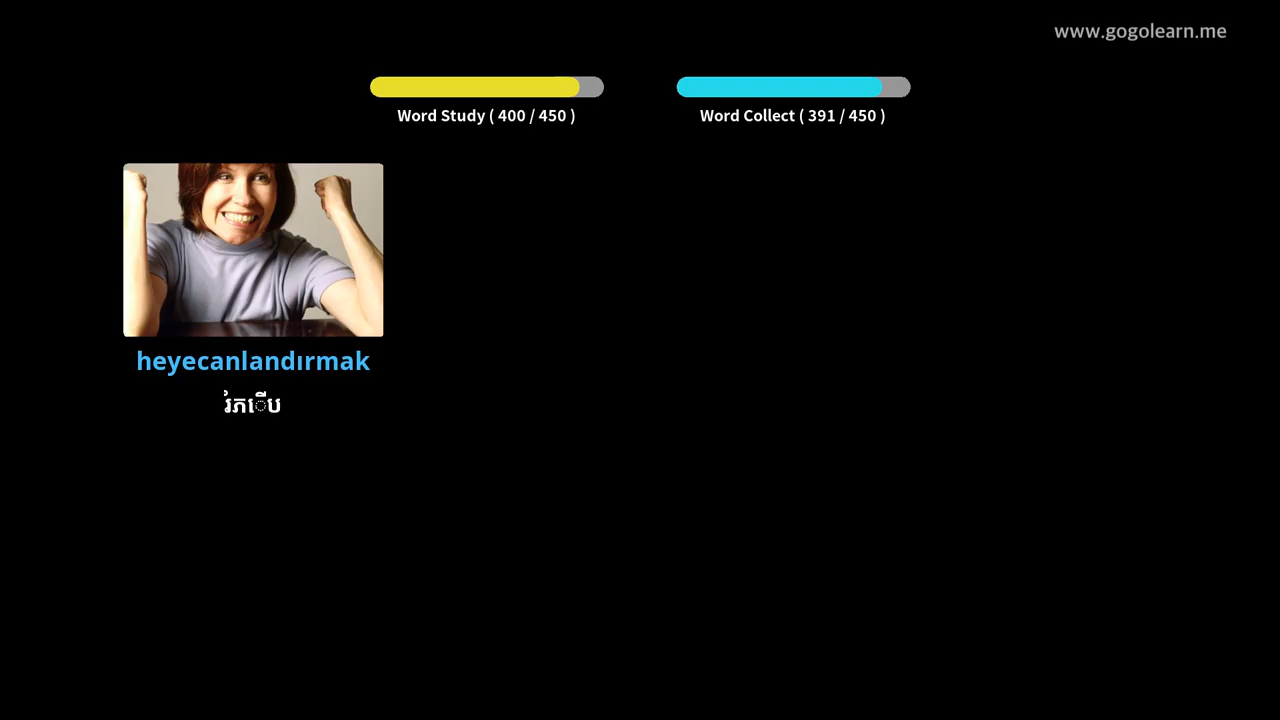 www.gogolearn.me
Word Study ( 400 / 450 )
Word Collect ( 391 / 450 )
heyecanlandırmak
រំភើប